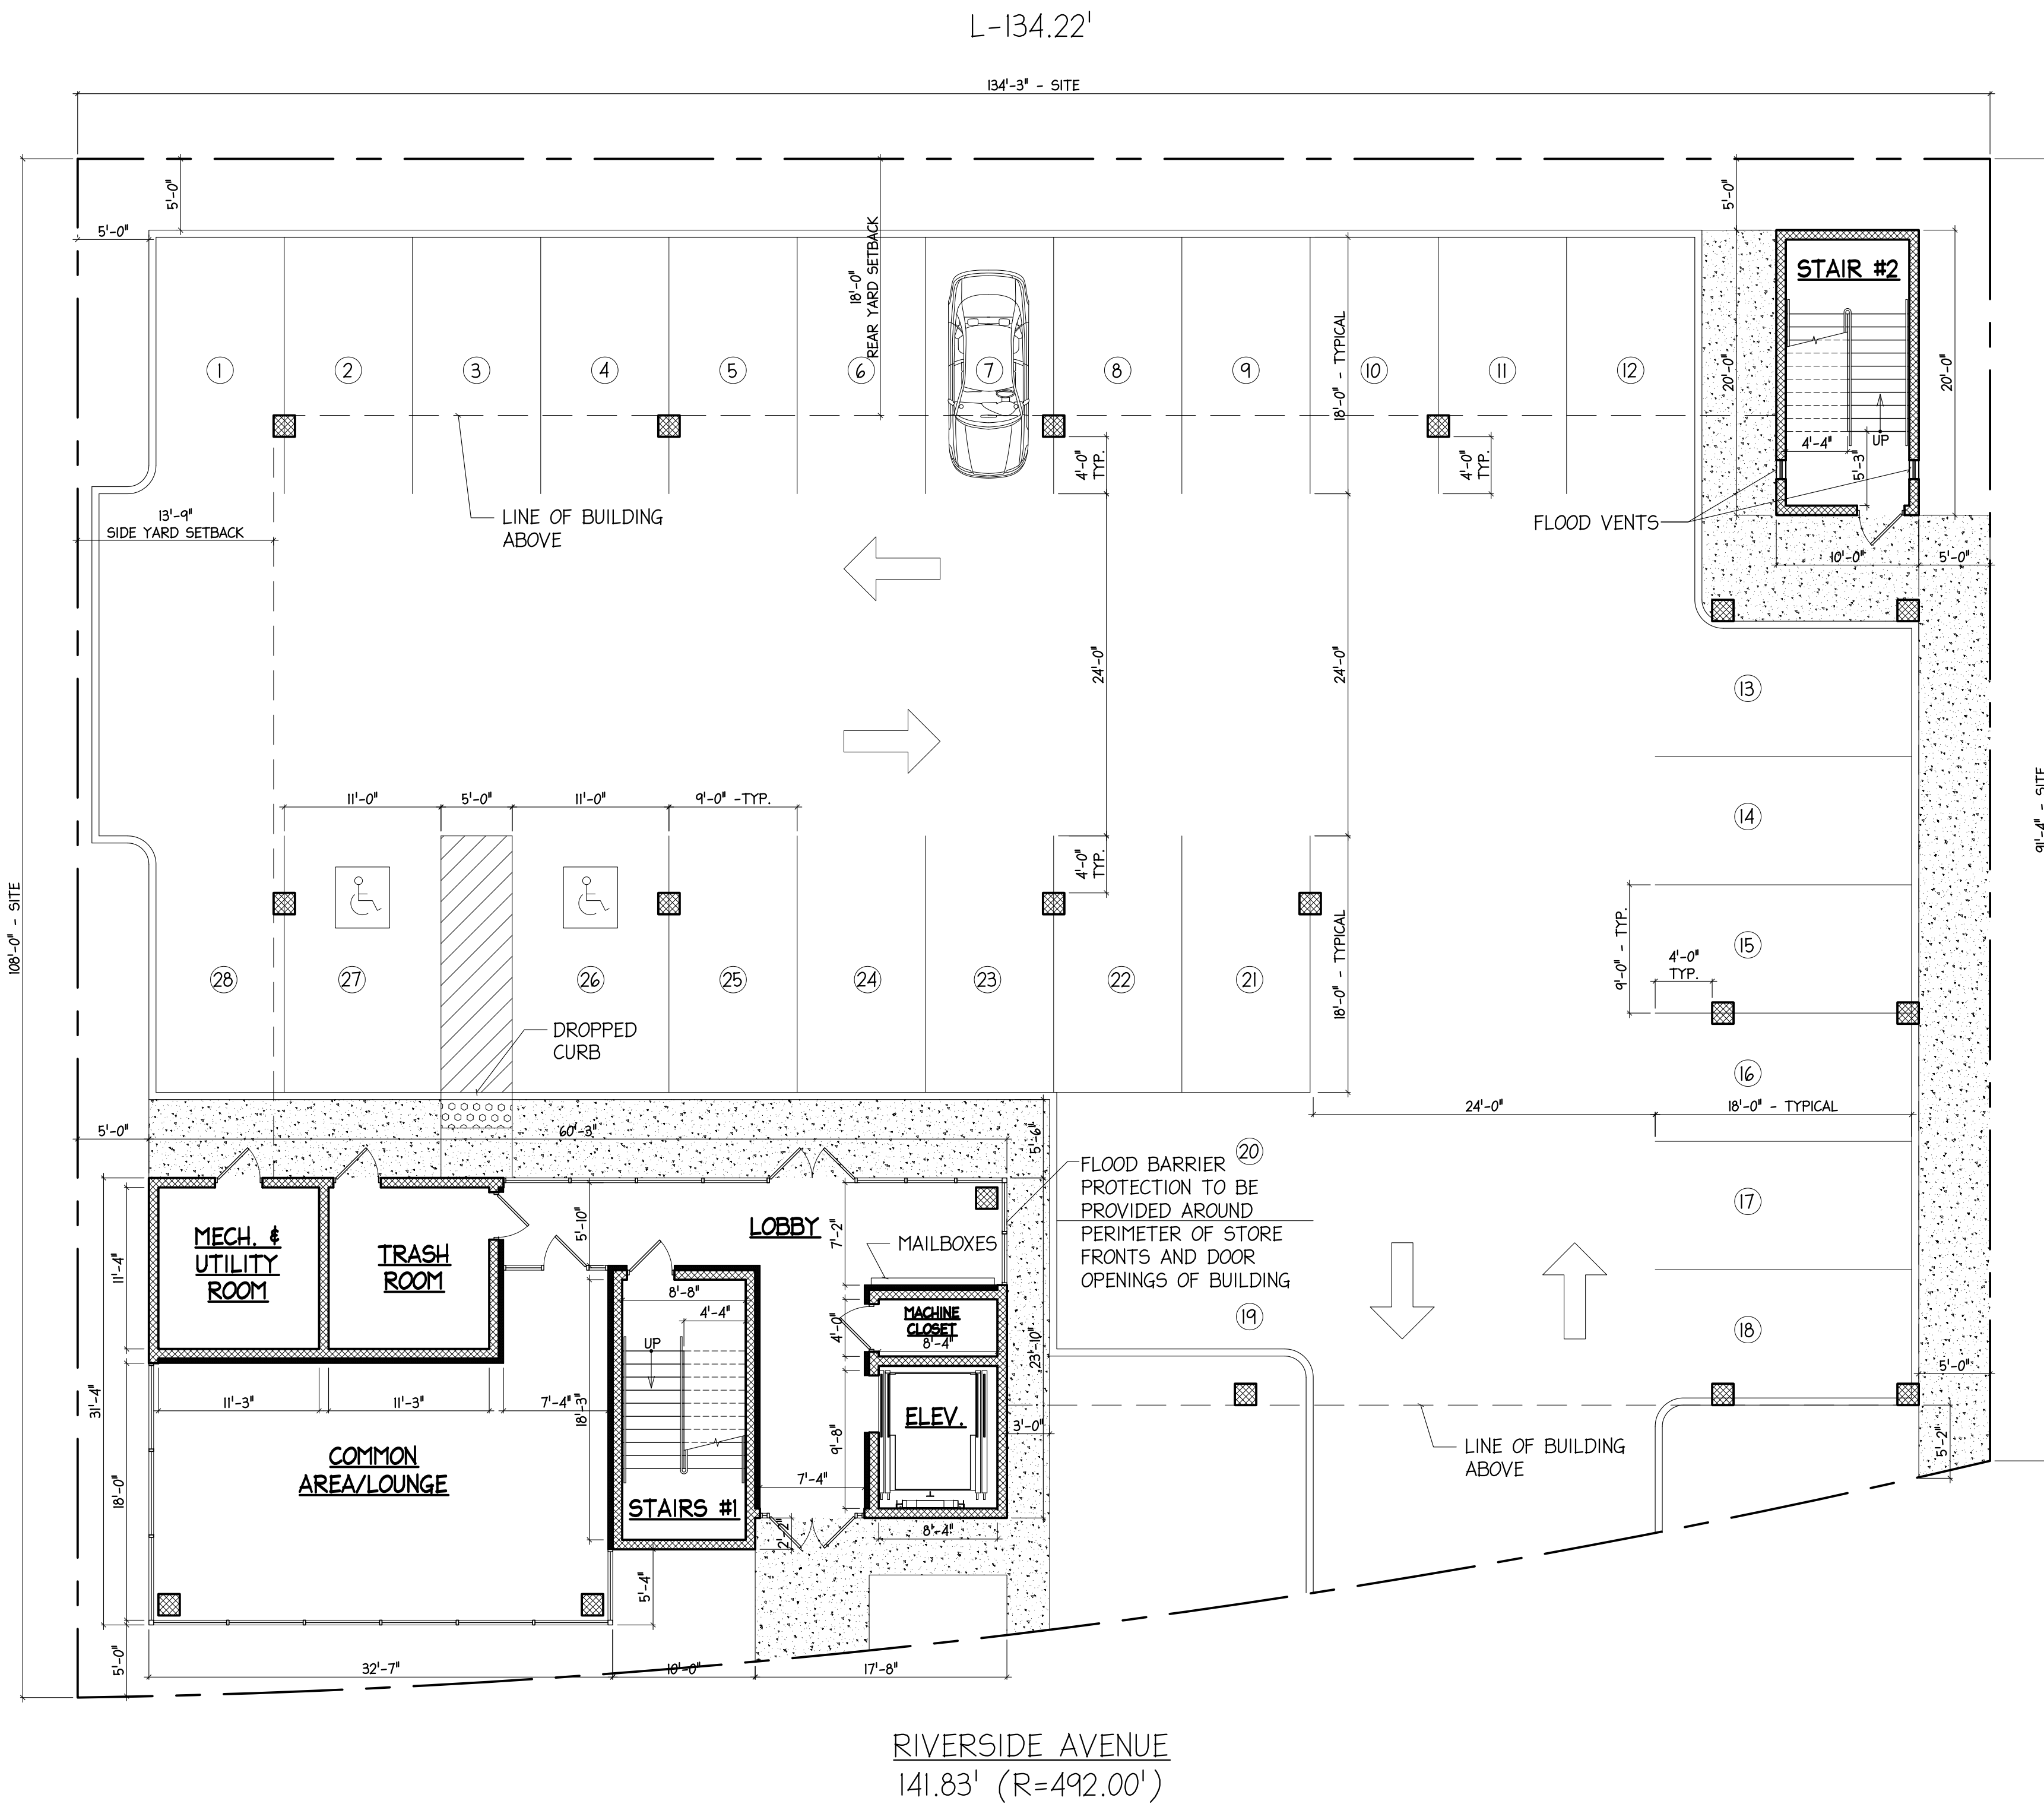 L-134.22'
134'-3" - SITE
5'-0"
5'-0"
5'-0"
18'-0"
REAR YARD SETBACK
STAIR #2
1
2
3
4
5
6
7
8
9
10
11
12
18'-0" - TYPICAL
20'-0"
20'-0"
4'-4"
UP
5'-3"
4'-0"
TYP.
4'-0"
TYP.
13'-9"
SIDE YARD SETBACK
LINE OF BUILDING
ABOVE
FLOOD VENTS
10'-0"
5'-0"
24'-0"
24'-0"
13
14
15
16
17
18
11'-0"
5'-0"
11'-0"
9'-0" -TYP.
4'-0"
TYP.
108'-0" - SITE
91'-4" - SITE
28
27
26
25
24
23
22
21
18'-0" - TYPICAL
9'-0" - TYP.
4'-0"
TYP.
DROPPED
CURB
24'-0"
18'-0" - TYPICAL
5'-0"
60'-3"
5'-6"
20
FLOOD BARRIER
PROTECTION TO BE
PROVIDED AROUND
PERIMETER OF STORE
FRONTS AND DOOR
OPENINGS OF BUILDING
19
MECH. &
UTILITY
ROOM
TRASH
ROOM
5'-10"
LOBBY
7'-2"
MAILBOXES
11'-4"
8'-8"
4'-4"
UP
4'-0"
MACHINE
CLOSET
8'-4"
23'-10"
31'-4"
11'-3"
11'-3"
7'-4"
18'-3"
ELEV.
9'-8"
3'-0"
5'-0"
5'-2"
LINE OF BUILDING
ABOVE
COMMON
AREA/LOUNGE
18'-0"
7'-4"
STAIRS #1
2'-2"
8'-4"
5'-4"
5'-0"
32'-7"
10'-0"
17'-8"
RIVERSIDE AVENUE
141.83' (R=492.00')